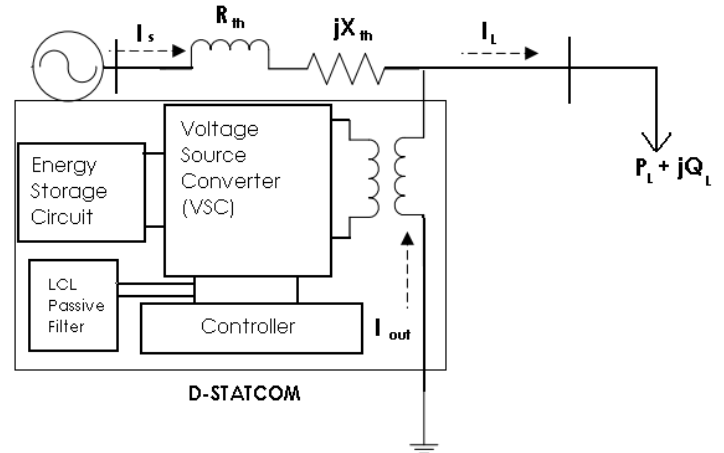 I s
R th
jX th
I L
Voltage
Source
Converter
(VSC)
Energy
Storage
Circuit
P L + jQ L
LCL
Passive
Filter
Controller
I out
D-STATCOM